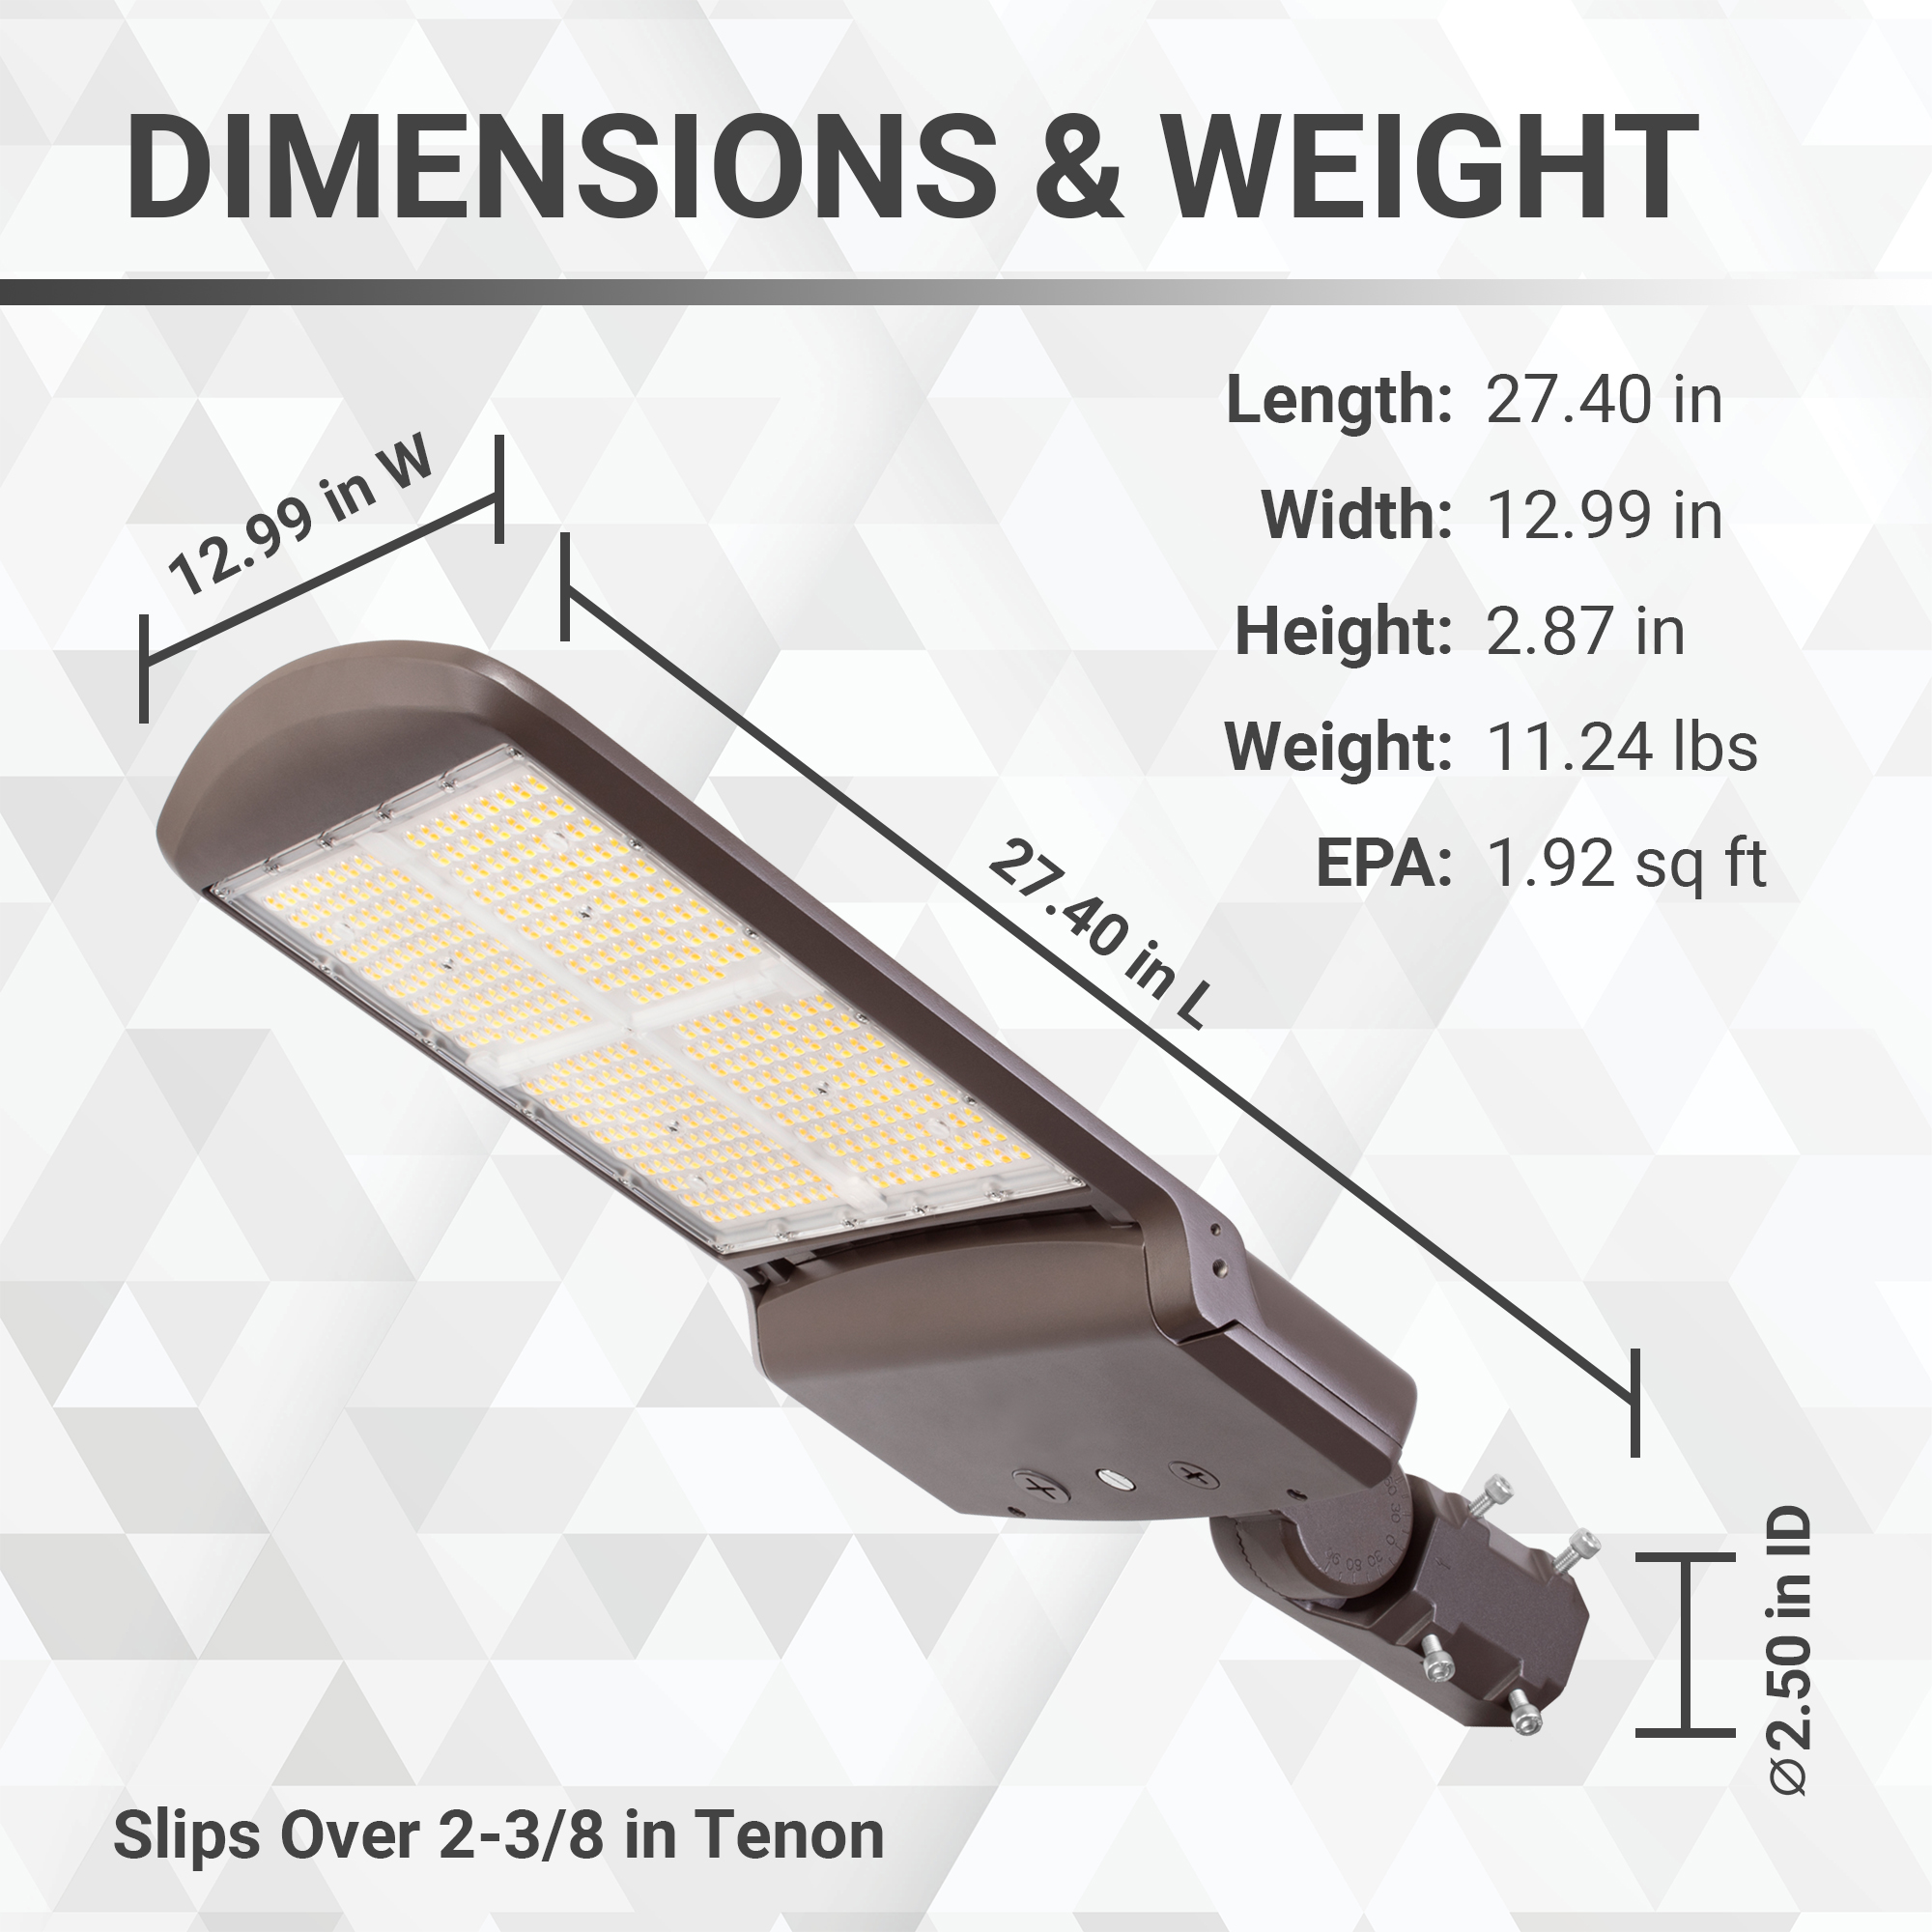 DIMENSIONS & WEIGHT
Length: 27.40 in
Width: 12.99 in
Height: 2.87 in
Weight: 11.24 lbs
EPA: 1.92 sq ft
12.99 in W
27.40 in L
⌀2.50 in ID
Slips Over 2-3/8 in Tenon